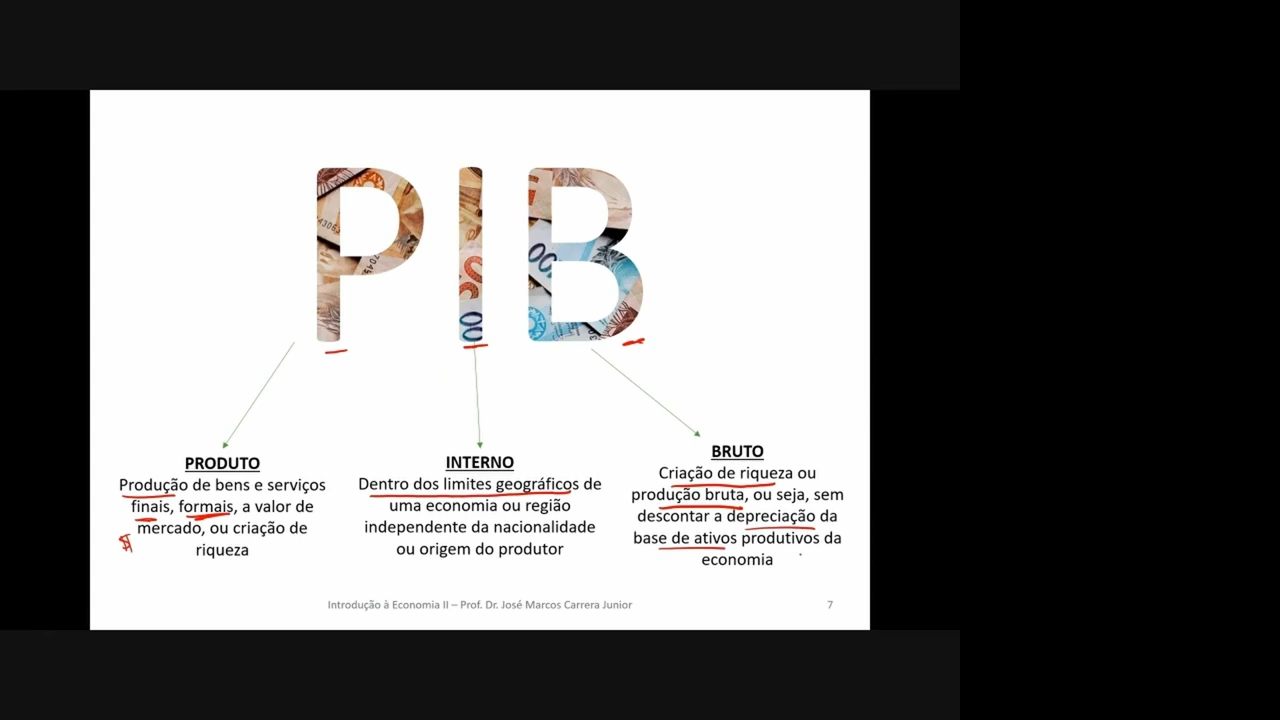 PIB
PRODUTO
Produção de bens e serviços
finais, formais, a valor de
mercado, ou criação de
riqueza
$
INTERNO
Dentro dos limites geográficos de
uma economia ou região
independente da nacionalidade
ou origem do produtor
BRUTO
Criação de riqueza ou
produção bruta, ou seja, sem
descontar a depreciação da
base de ativos produtivos da
economia
Introdução à Economia II – Prof. Dr. José Marcos Carrera Junior
7